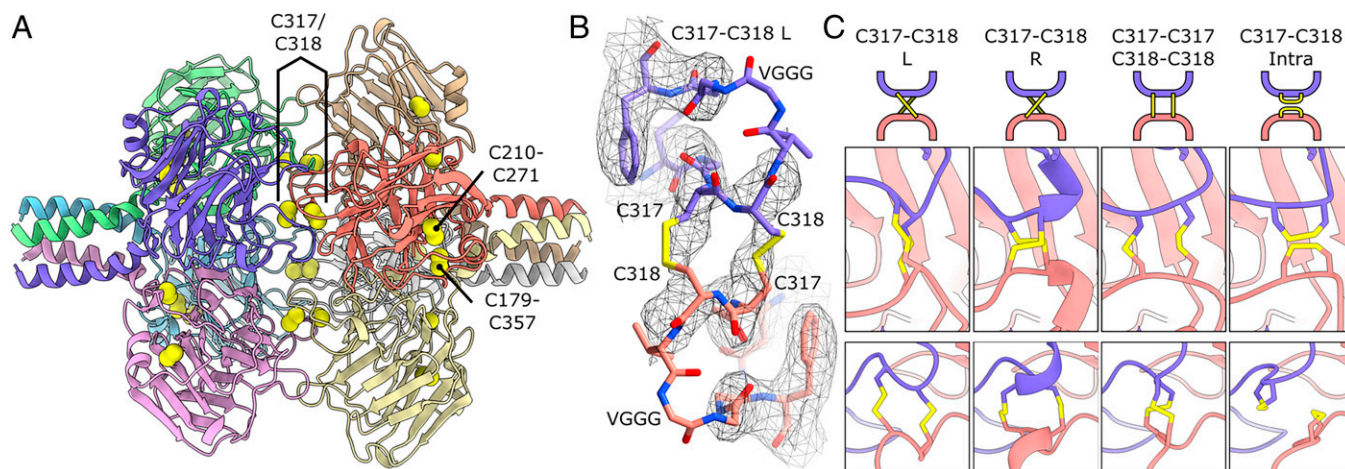 A
C317/
C318
C210-
C271
C179-
C357
B
C317-C318 L
VGGG
C317
C318
C318
C317
VGGG
C
C317-C318
L
C317-C318
R
C317-C317
C318-C318
C317-C318
Intra